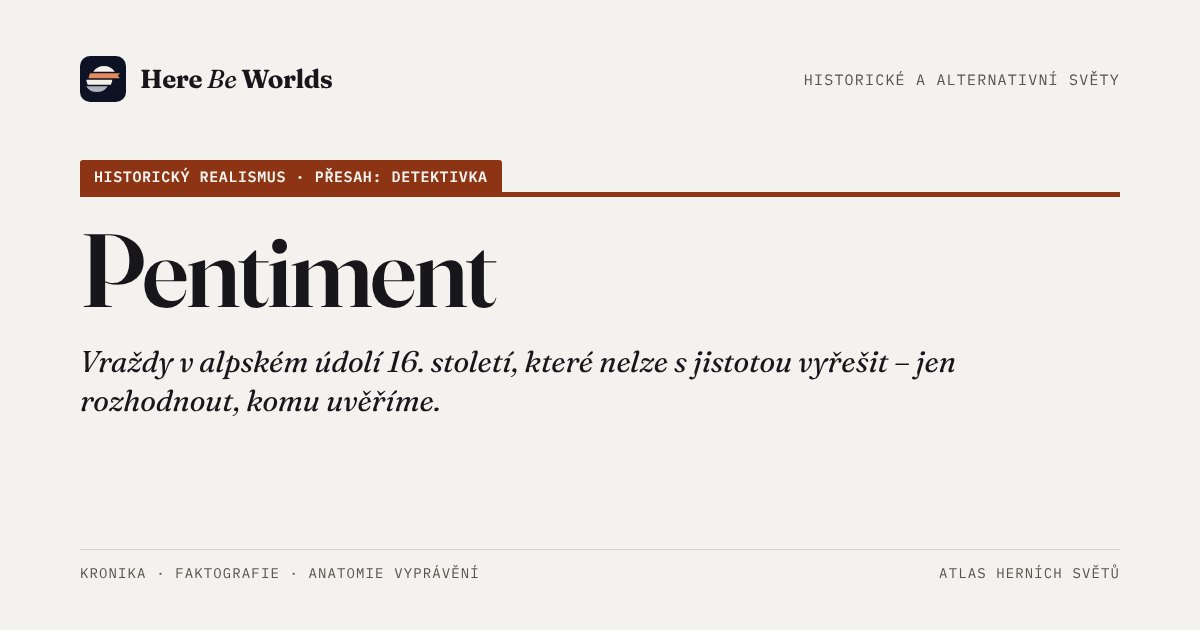 Here Be Worlds
HISTORICKÉ A ALTERNATIVNÍ SVĚTY
HISTORICKÝ REALISMUS · PŘESAH: DETEKTIVKA
Pentiment
Vraždy v alpském údolí 16. století, které nelze s jistotou vyřešit – jen
rozhodnout, komu uvěříme.
KRONIKA · FAKTOGRAFIE · ANATOMIE VYPRÁVĚNÍ
ATLAS HERNÍCH SVĚTŮ